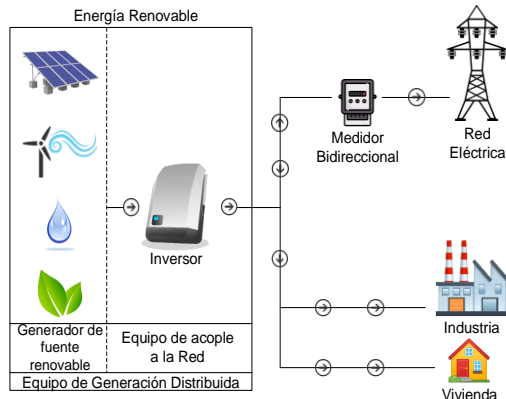 Energía Renovable
Inversor
Generador de
fuente
renovable
Equipo de acople
a la Red
Equipo de Generación Distribuida
Medidor
Bidireccional
Red
Eléctrica
Industria
Vivienda